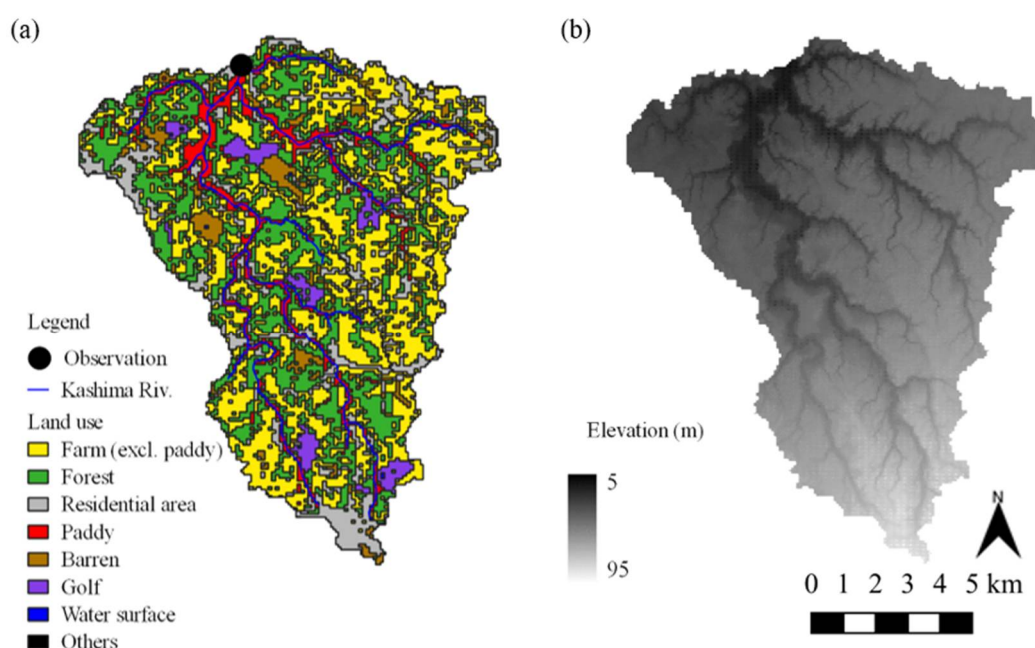 (a)
(b)
Legend
Observation
Kashima Riv.
Land use
Farm (excl. paddy)
Forest
Residential area
Paddy
Barren
Golf
Water surface
Others
Elevation (m)
5
95
N
0 1 2 3 4 5 km